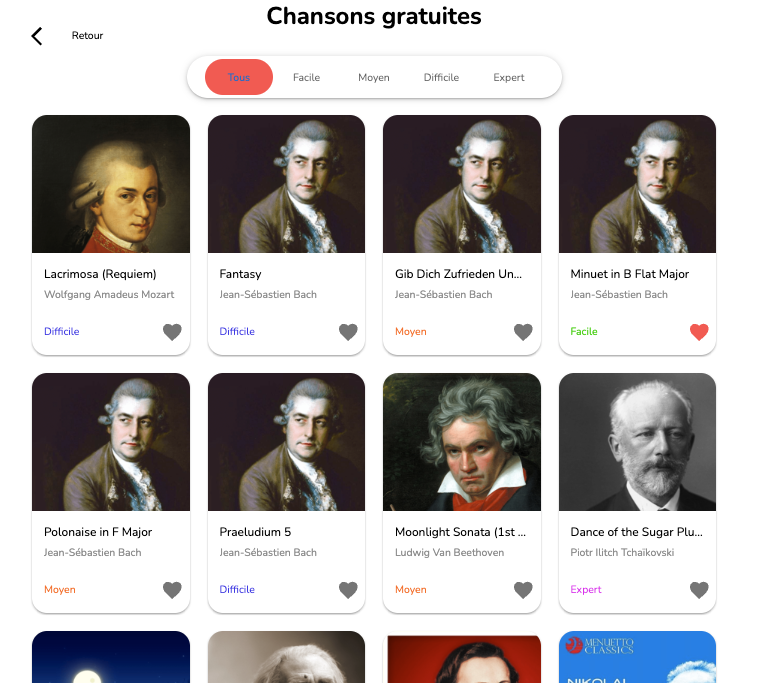 Chansons gratuites
Retour
Tous Facile Moyen Difficile Expert
Lacrimosa (Requiem)
Wolfgang Amadeus Mozart
Difficile
Fantasy
Jean-Sébastien Bach
Difficile
Gib Dich Zufrieden Un...
Jean-Sébastien Bach
Moyen
Minuet in B Flat Major
Jean-Sébastien Bach
Facile
Polonaise in F Major
Jean-Sébastien Bach
Moyen
Praeludium 5
Jean-Sébastien Bach
Difficile
Moonlight Sonata (1st ...
Ludwig Van Beethoven
Moyen
Dance of the Sugar Plu...
Piotr Ilitch Tchaïkovski
Expert
MENUETTO
CLASSICS
NIKOLAI